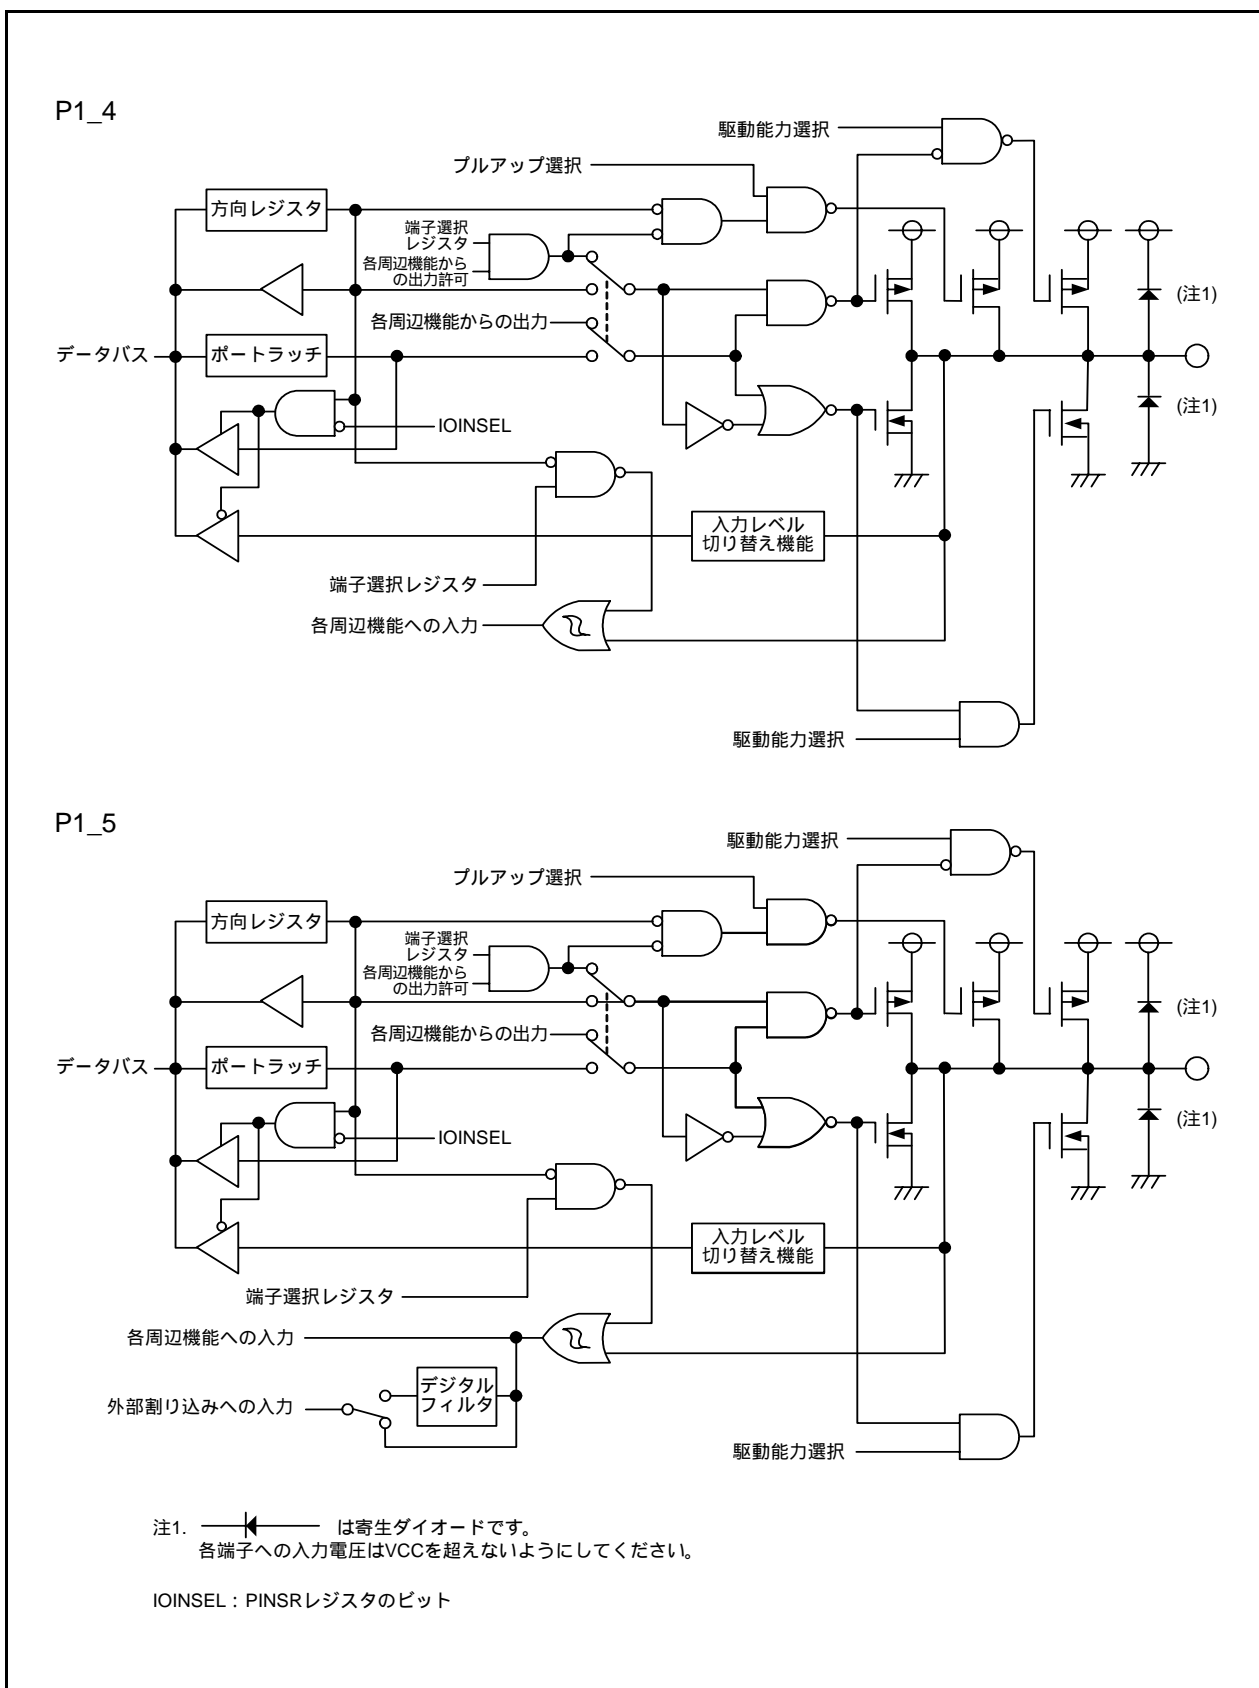 P1_4
駆動能力選択
プルアップ選択
方向レジスタ
端子選択
レジスタ
各周辺機能から
の出力許可
各周辺機能からの出力
データバス
ポートラッチ
(注1)
(注1)
IOINSEL
入力レベル
切り替え機能
端子選択レジスタ
各周辺機能への入力
駆動能力選択
P1_5
駆動能力選択
プルアップ選択
方向レジスタ
端子選択
レジスタ
各周辺機能から
の出力許可
各周辺機能からの出力
(注1)
データバス
ポートラッチ
(注1)
IOINSEL
入力レベル
切り替え機能
端子選択レジスタ
各周辺機能への入力
デジタル
フィルタ
外部割り込みへの入力
駆動能力選択
注1. は寄生ダイオードです。
各端子への入力電圧はVCCを超えないようにしてください。
IOINSEL：PINSRレジスタのビット